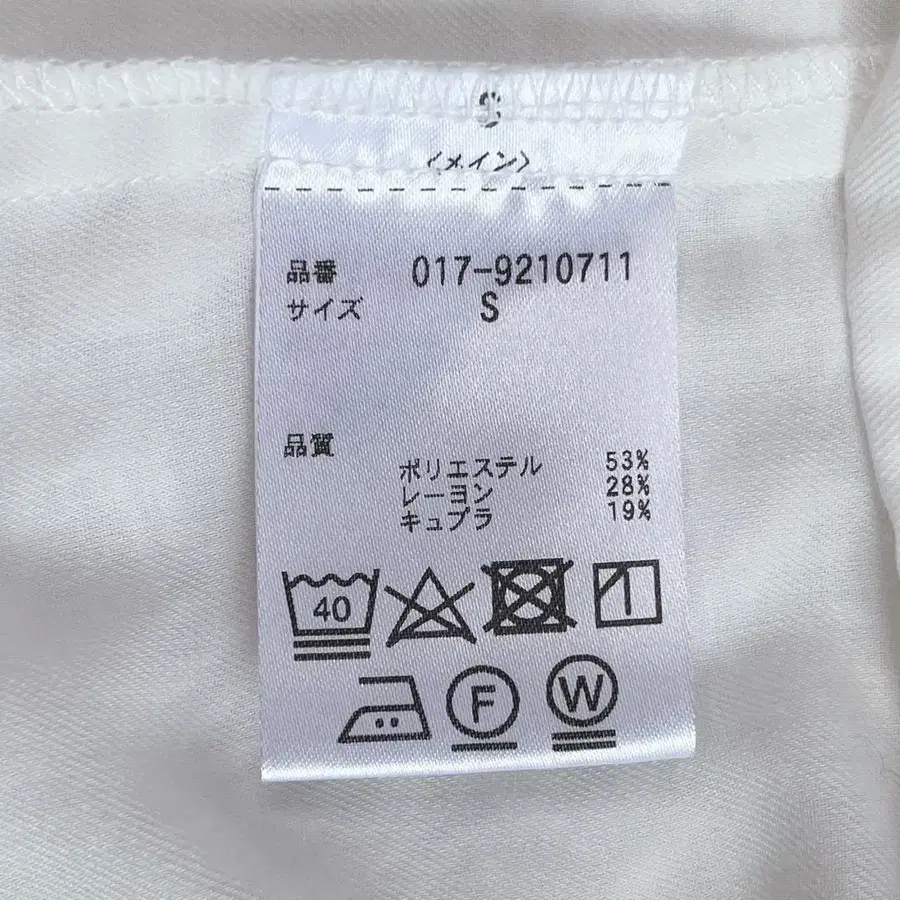 S
〈メイン〉
品番 017-9210711
サイズ S
品質
ポリエステル 53%
レーヨン 28%
キュプラ 19%
40
F W